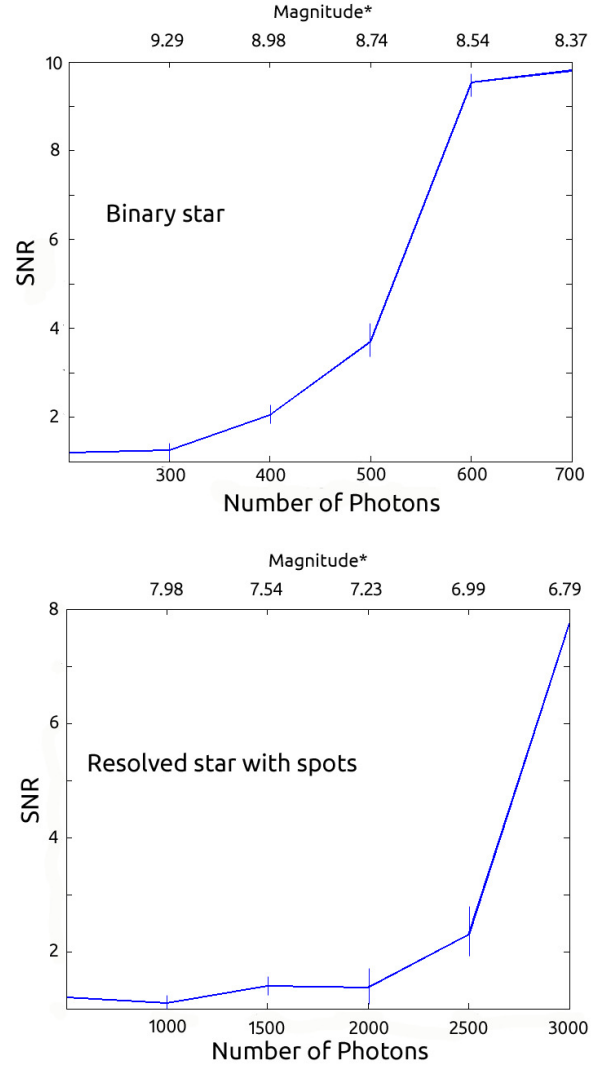 Magnitude*
9.29 8.98 8.74 8.54 8.37
10
8
6
4
2
SNR
Binary star
300 400 500 600 700
Number of Photons
Magnitude*
7.98 7.54 7.23 6.99 6.79
8
6
4
2
SNR
Resolved star with spots
1000 1500 2000 2500 3000
Number of Photons